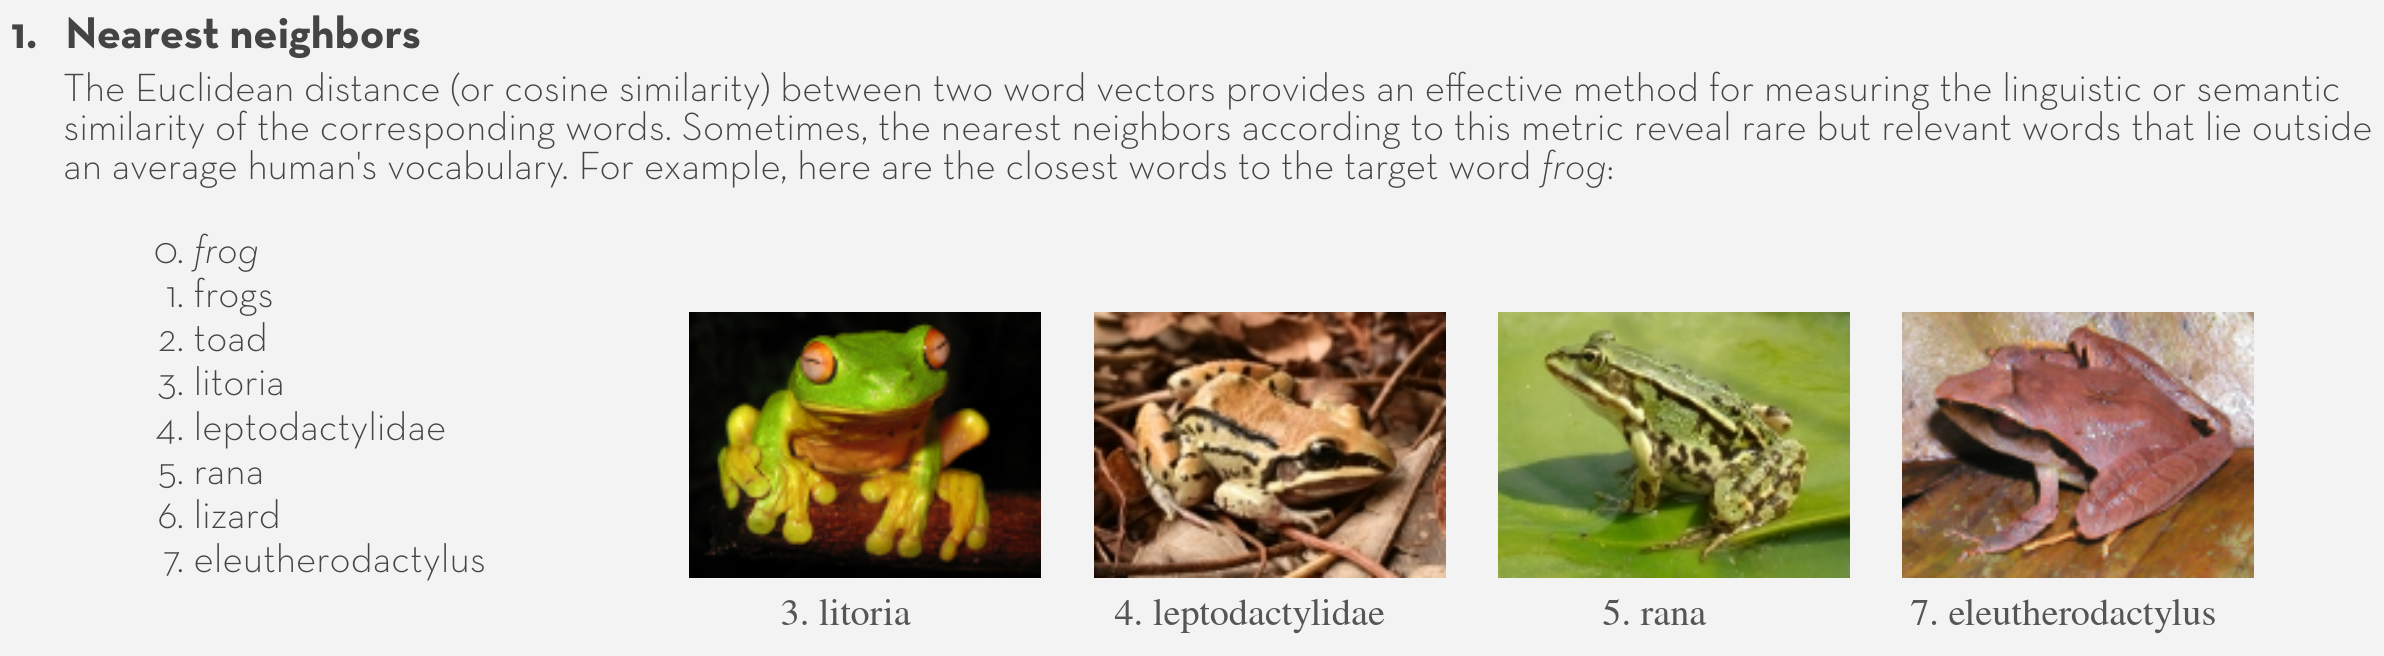 1. Nearest neighbors
The Euclidean distance (or cosine similarity) between two word vectors provides an effective method for measuring the linguistic or semantic
similarity of the corresponding words. Sometimes, the nearest neighbors according to this metric reveal rare but relevant words that lie outside
an average human's vocabulary. For example, here are the closest words to the target word frog:
0. frog
1. frogs
2. toad
3. litoria
4. leptodactylidae
5. rana
6. lizard
7. eleutherodactylus
3. litoria
4. leptodactylidae
5. rana
7. eleutherodactylus